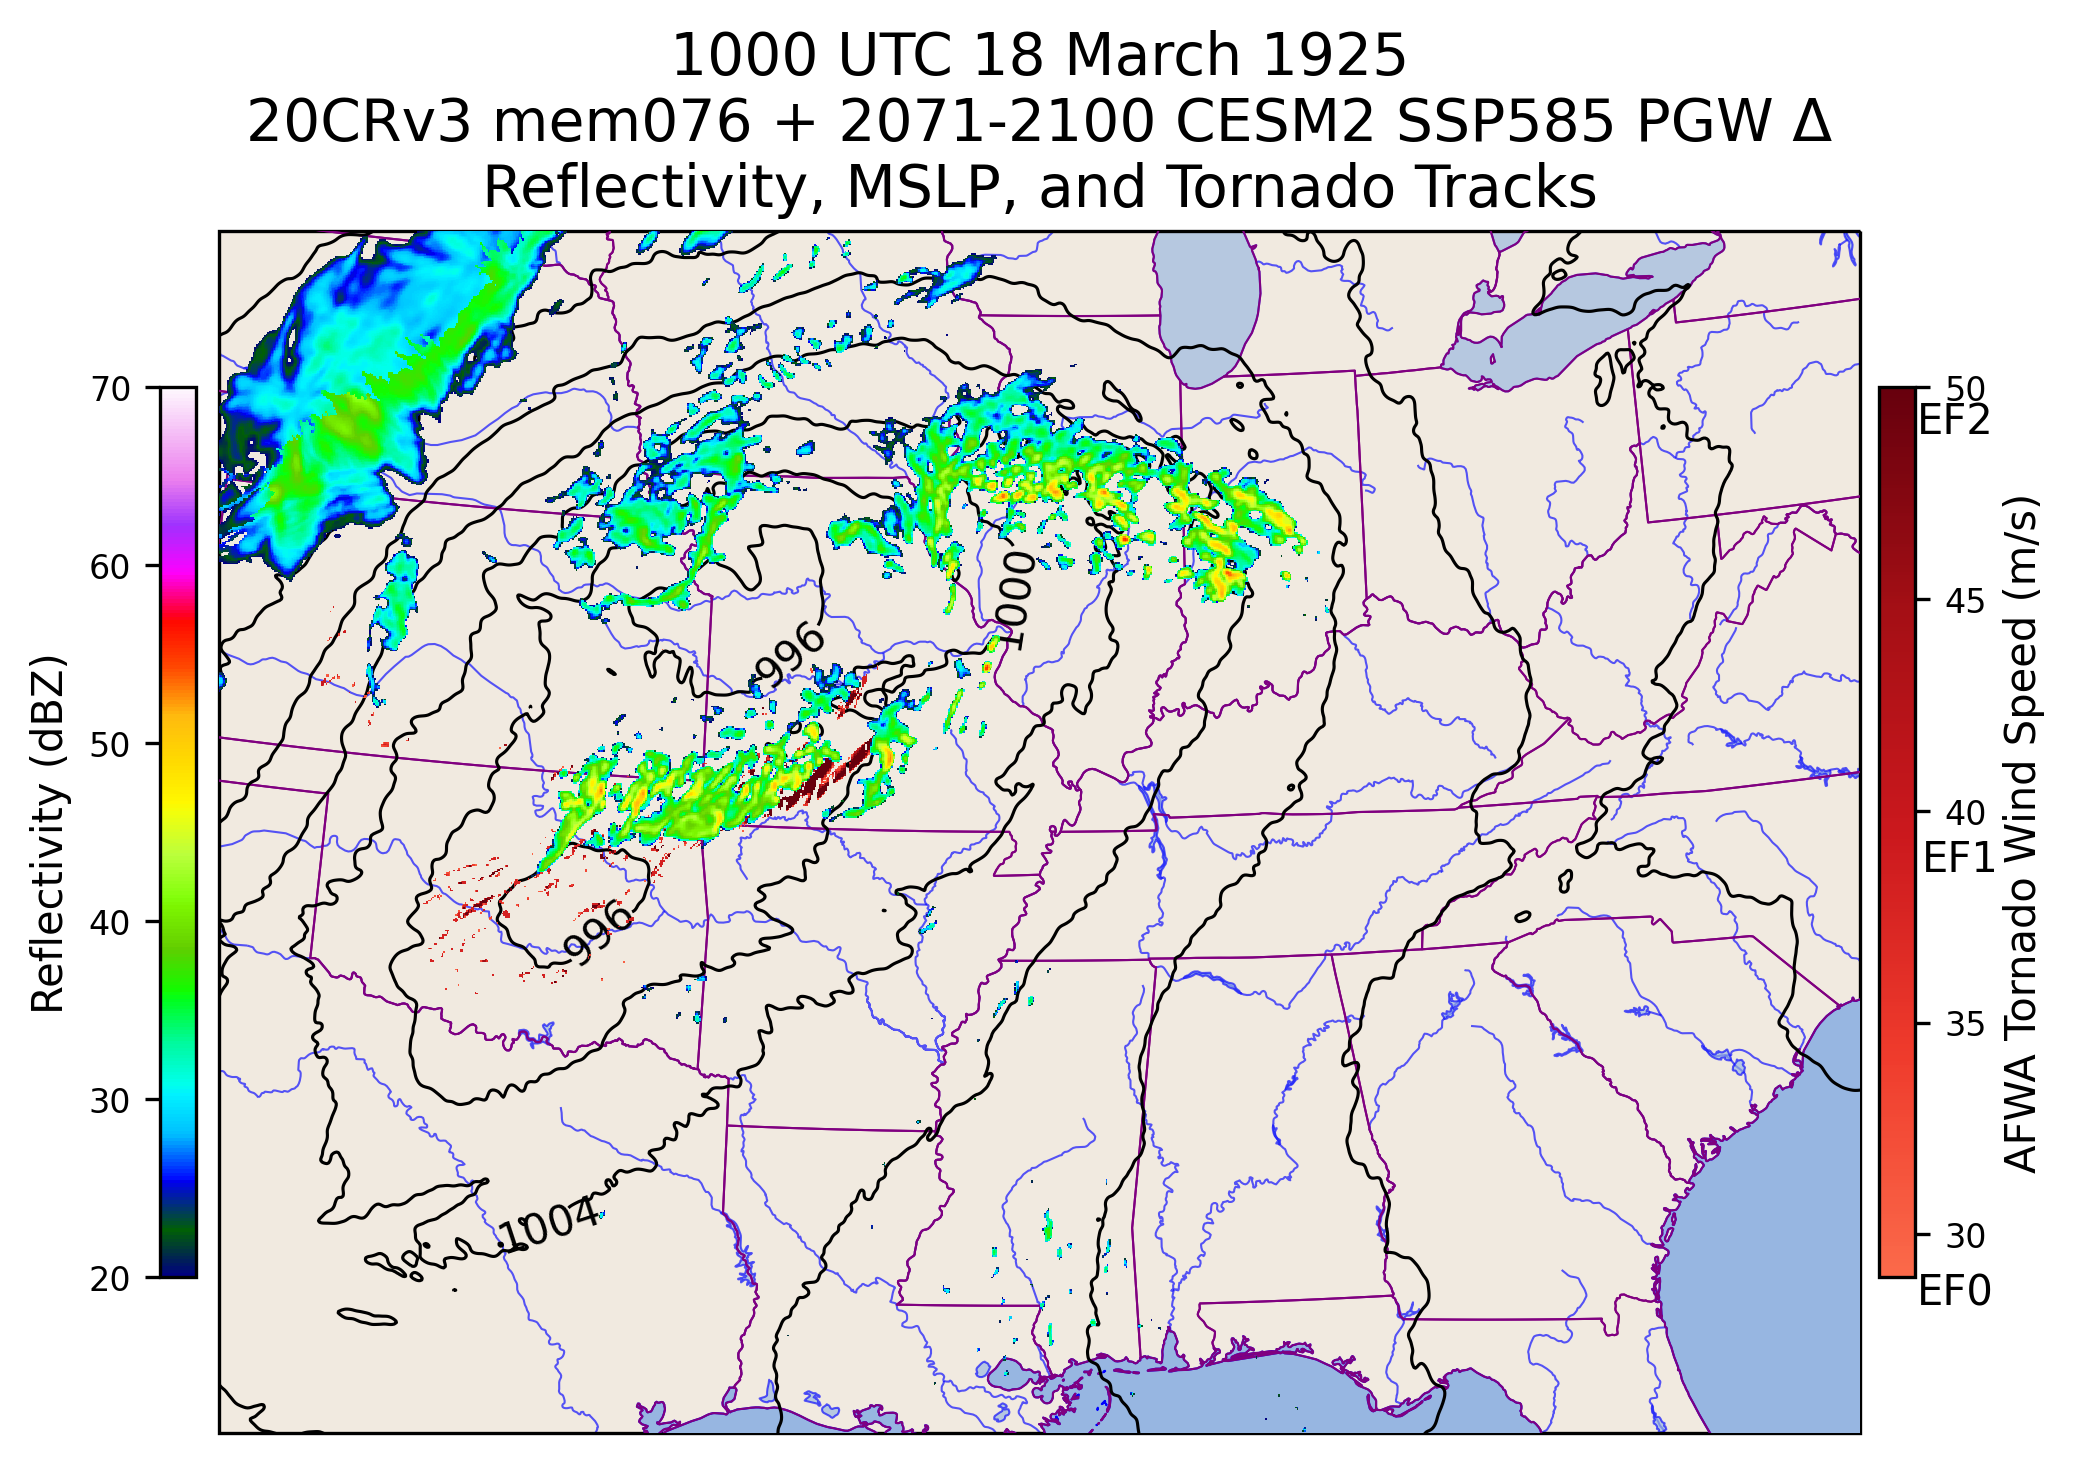 1000 UTC 18 March 1925
20CRv3 mem076 + 2071-2100 CESM2 SSP585 PGW Δ
Reflectivity, MSLP, and Tornado Tracks
Reflectivity (dBZ)
70
60
50
40
30
20
1000
996
996
1004
50
EF2
45
40
EF1
35
30
EF0
AFWA Tornado Wind Speed (m/s)